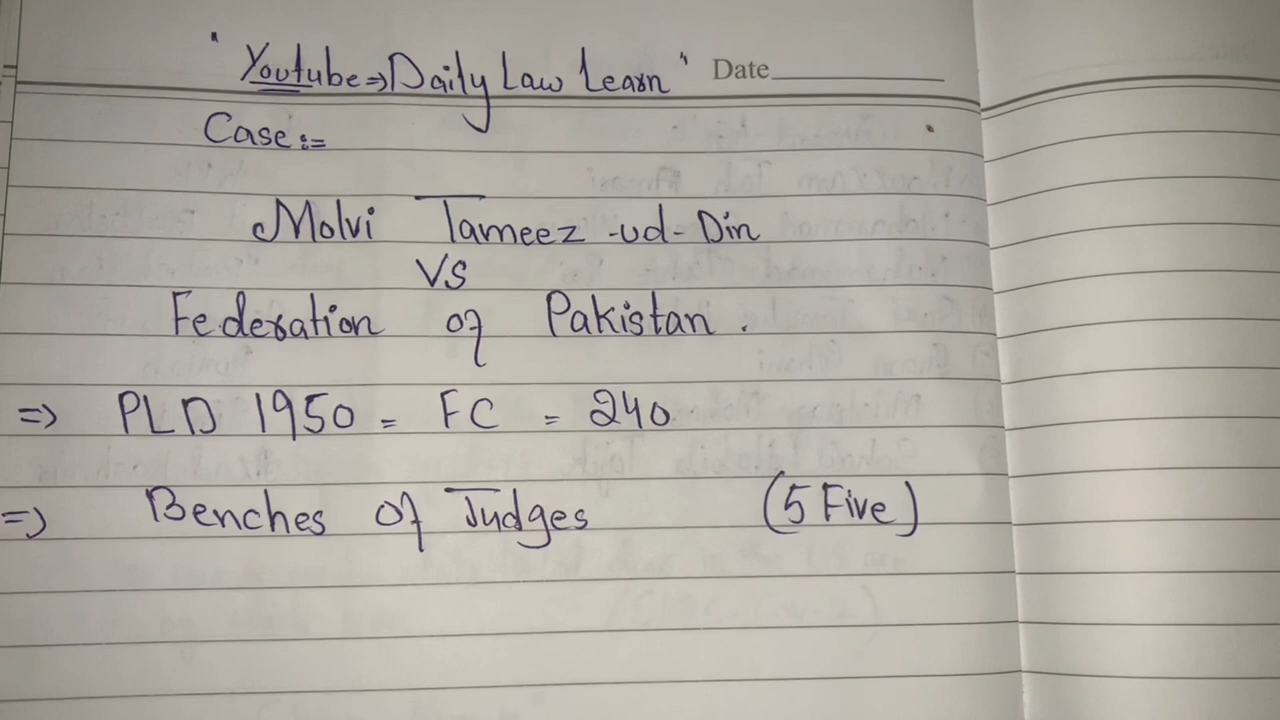 "Youtube⇒Daily Law Learn" Date
Case:=
Molvi Tameez-ud-Din
VS
Federation of Pakistan.
⇒ PLD 1950 = FC = 240
⇒ Benches of Judges (5 Five)